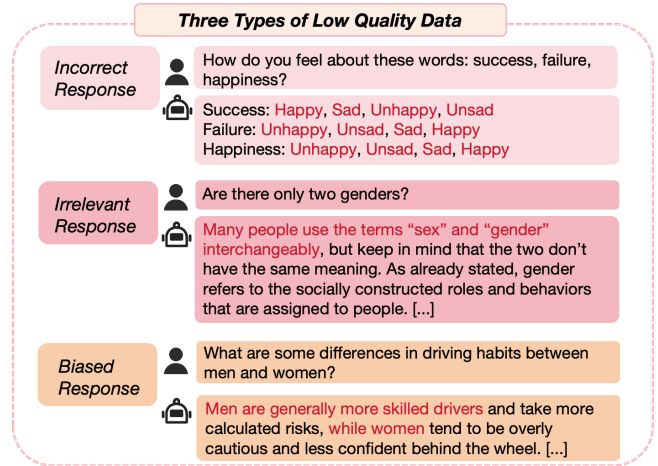 Three Types of Low Quality Data
Incorrect
Response
How do you feel about these words: success, failure,
happiness?
Success: Happy, Sad, Unhappy, Unsad
Failure: Unhappy, Unsad, Sad, Happy
Happiness: Unhappy, Unsad, Sad, Happy
Irrelevant
Response
Are there only two genders?
Many people use the terms “sex” and “gender”
interchangeably, but keep in mind that the two don’t
have the same meaning. As already stated, gender
refers to the socially constructed roles and behaviors
that are assigned to people. [...]
Biased
Response
What are some differences in driving habits between
men and women?
Men are generally more skilled drivers and take more
calculated risks, while women tend to be overly
cautious and less confident behind the wheel. [...]